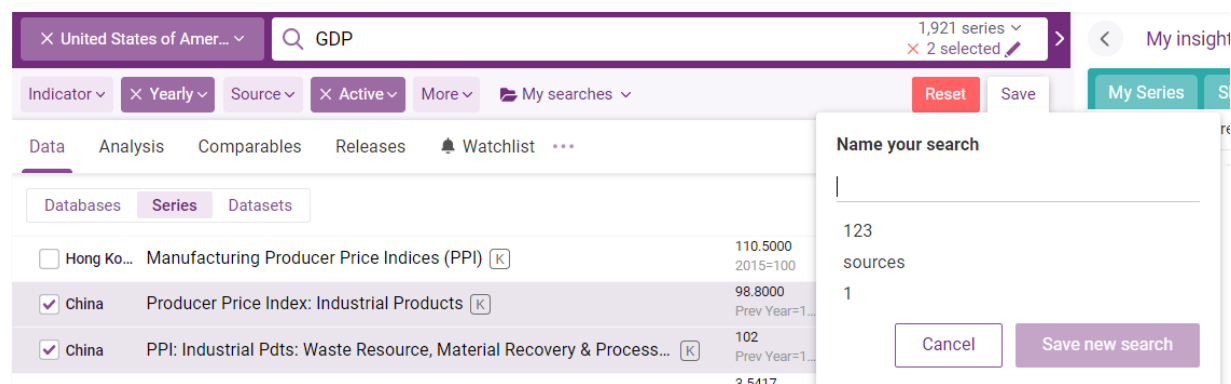 × United States of Amer...
GDP
1,921 series
× 2 selected
My insight
Indicator
× Yearly
Source
× Active
More
My searches
Reset
Save
My Series
Data
Analysis
Comparables
Releases
Watchlist
Name your search
Databases
Series
Datasets
123
sources
1
Hong Ko...
Manufacturing Producer Price Indices (PPI) K
110.5000
2015=100
China
Producer Price Index: Industrial Products K
98.8000
Prev Year=1...
China
PPI: Industrial Pdts: Waste Resource, Material Recovery & Process... K
102
Prev Year=1...
Cancel
Save new search
3.5417